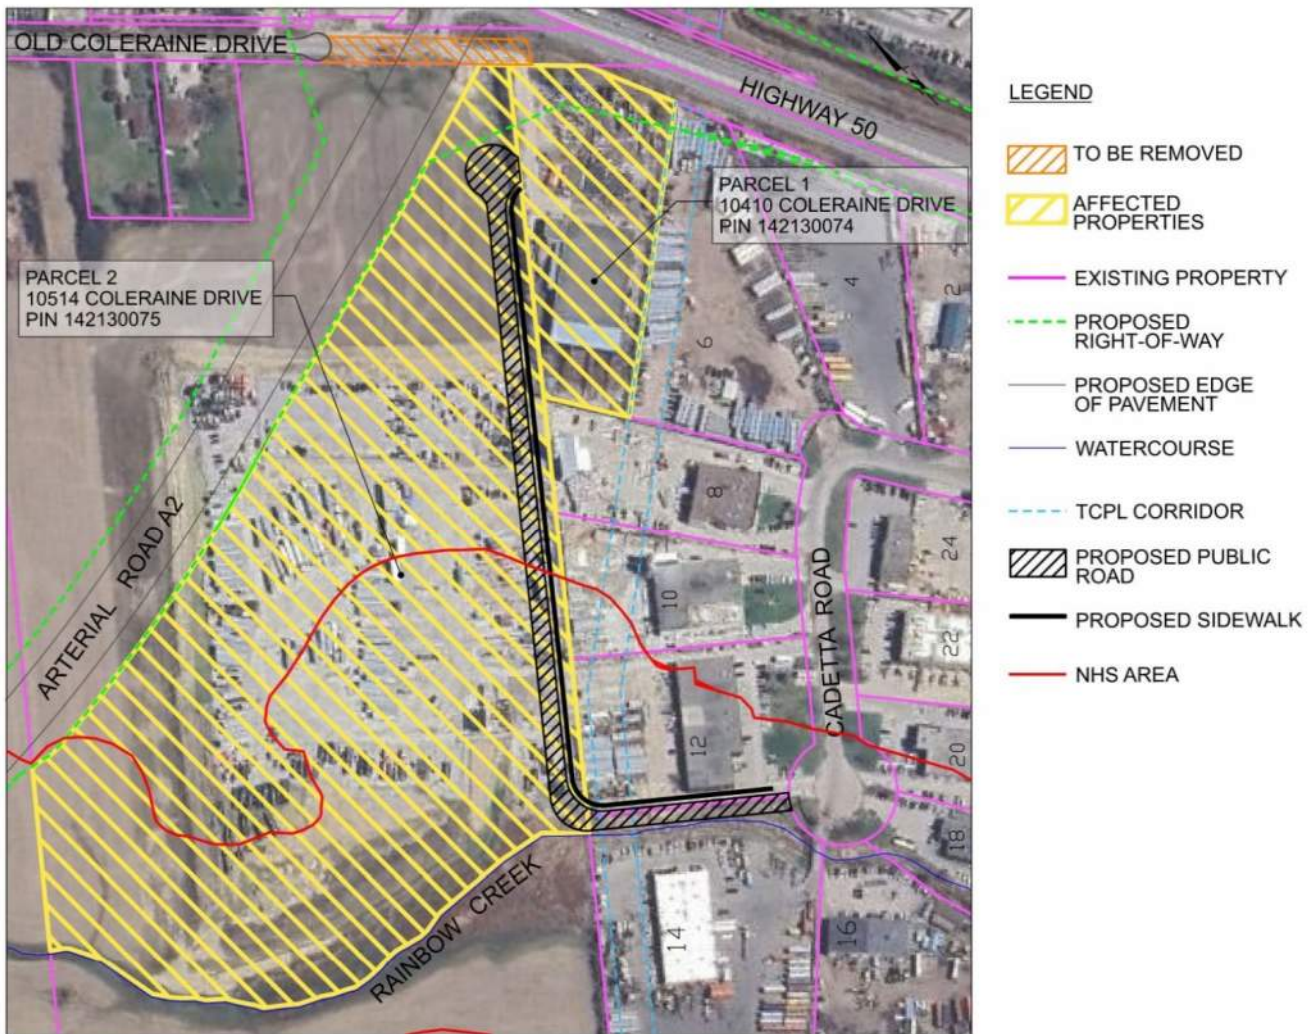 OLD COLERAINE DRIVE
HIGHWAY 50
PARCEL 1
10410 COLERAINE DRIVE
PIN 142130074
PARCEL 2
10514 COLERAINE DRIVE
PIN 142130075
4
2
6
8
10
12
14
16
18
20
22
24
ARTERIAL ROAD A2
CADETTA ROAD
RAINBOW CREEK
LEGEND
TO BE REMOVED
AFFECTED
PROPERTIES
EXISTING PROPERTY
PROPOSED
RIGHT-OF-WAY
PROPOSED EDGE
OF PAVEMENT
WATERCOURSE
TCPL CORRIDOR
PROPOSED PUBLIC
ROAD
PROPOSED SIDEWALK
NHS AREA